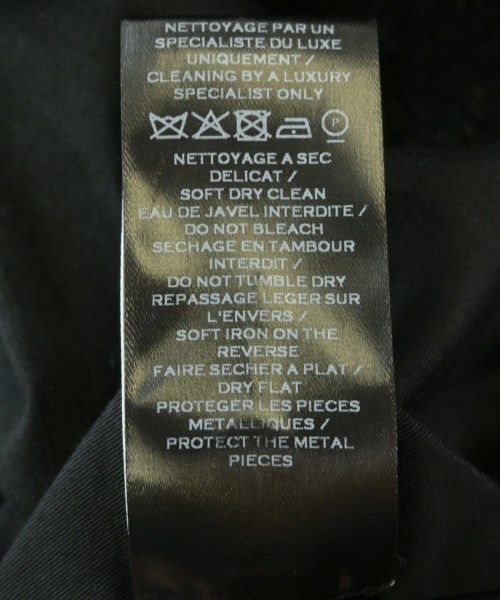 NETTOYAGE PAR UN
SPECIALISTE DU LUXE
UNIQUEMENT /
CLEANING BY A LUXURY
SPECIALIST ONLY
P
NETTOYAGE A SEC
DELICAT /
SOFT DRY CLEAN
EAU DE JAVEL INTERDITE /
DO NOT BLEACH
SECHAGE EN TAMBOUR
INTERDIT /
DO NOT TUMBLE DRY
REPASSAGE LEGER SUR
L'ENVERS /
SOFT IRON ON THE
REVERSE
FAIRE SECHER A PLAT /
DRY FLAT
PROTEGER LES PIECES
METALLIQUES /
PROTECT THE METAL
PIECES